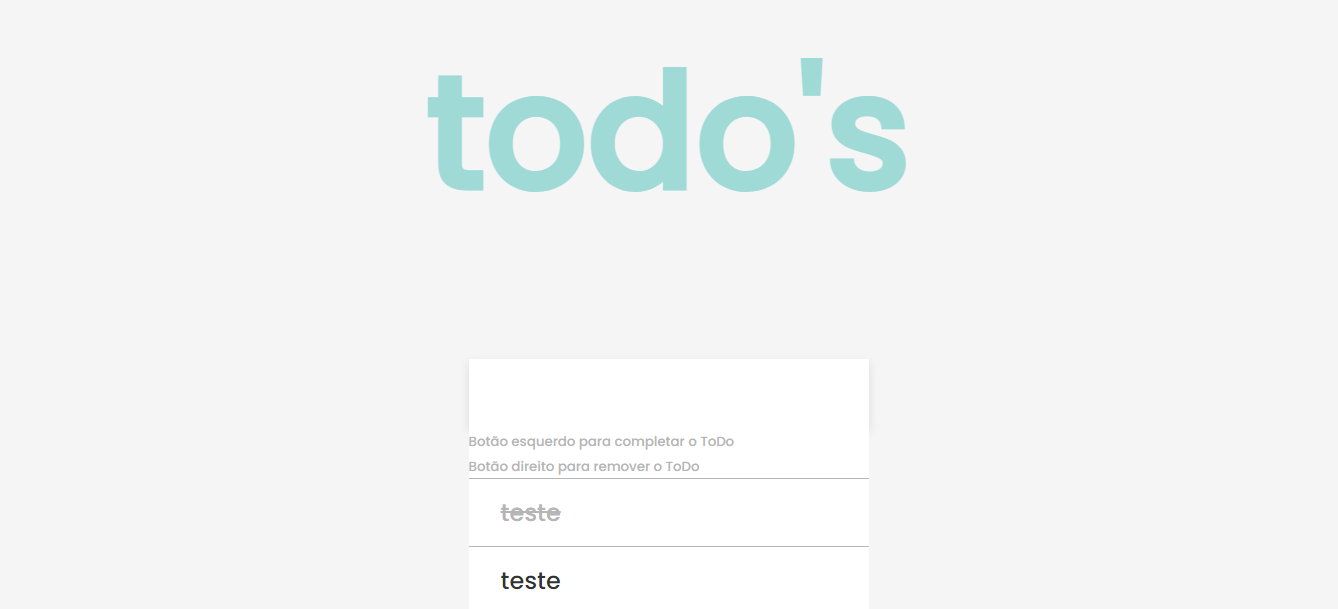 todo's
Botão esquerdo para completar o ToDo
Botão direito para remover o ToDo
teste
teste